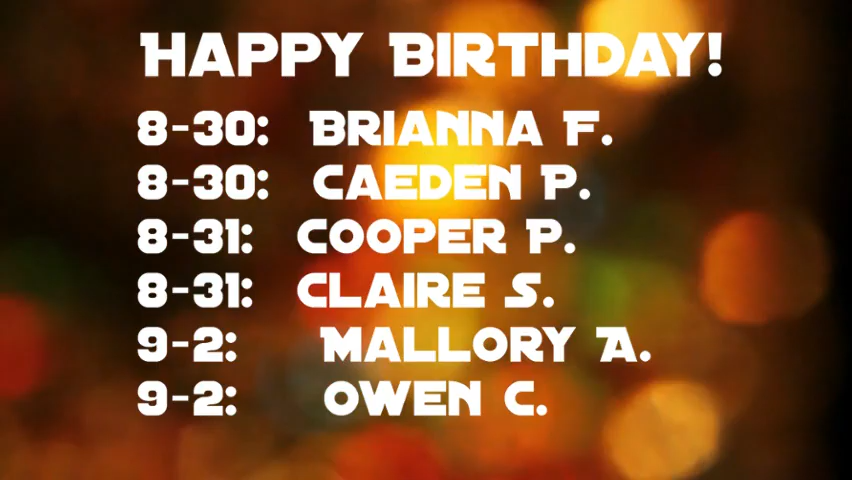 Happy Birthday!
8-30: Brianna F.
8-30: Caeden P.
8-31: Cooper P.
8-31: Claire S.
9-2: Mallory A.
9-2: Owen C.